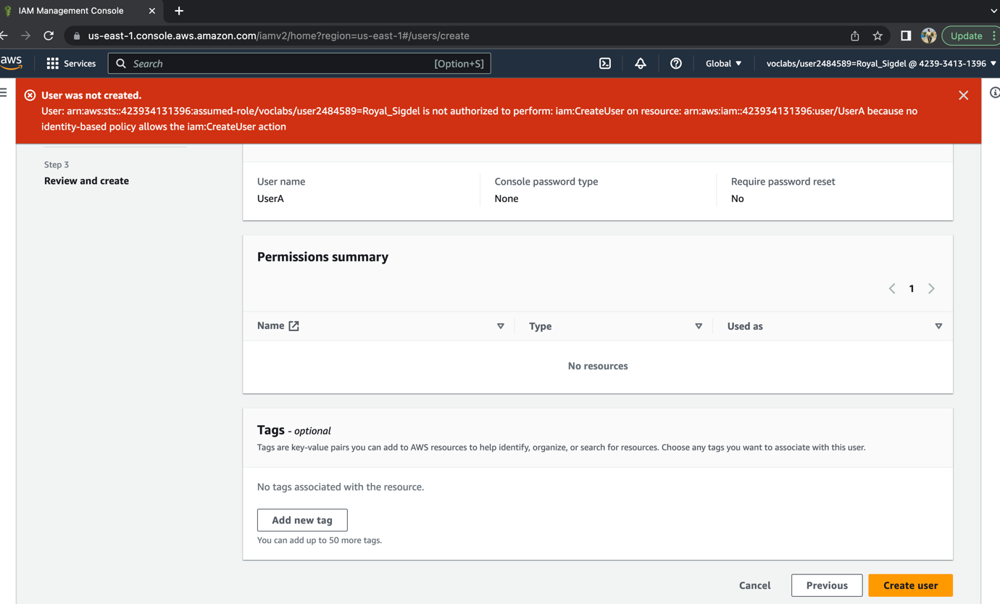 IAM Management Console
us-east-1.console.aws.amazon.com/iamv2/home?region=us-east-1#/users/create
Update
aws
Services
Search
[Option+S]
Global
voclabs/user2484589=Royal_Sigdel @ 4239-3413-1396
User was not created.
User: arn:aws:sts::423934131396:assumed-role/voclabs/user2484589=Royal_Sigdel is not authorized to perform: iam:CreateUser on resource: arn:aws:iam::423934131396:user/UserA because no
identity-based policy allows the iam:CreateUser action
Step 3
Review and create
User name
UserA
Console password type
None
Require password reset
No
Permissions summary
1
Name
Type
Used as
No resources
Tags - optional
Tags are key-value pairs you can add to AWS resources to help identify, organize, or search for resources. Choose any tags you want to associate with this user.
No tags associated with the resource.
Add new tag
You can add up to 50 more tags.
Cancel
Previous
Create user